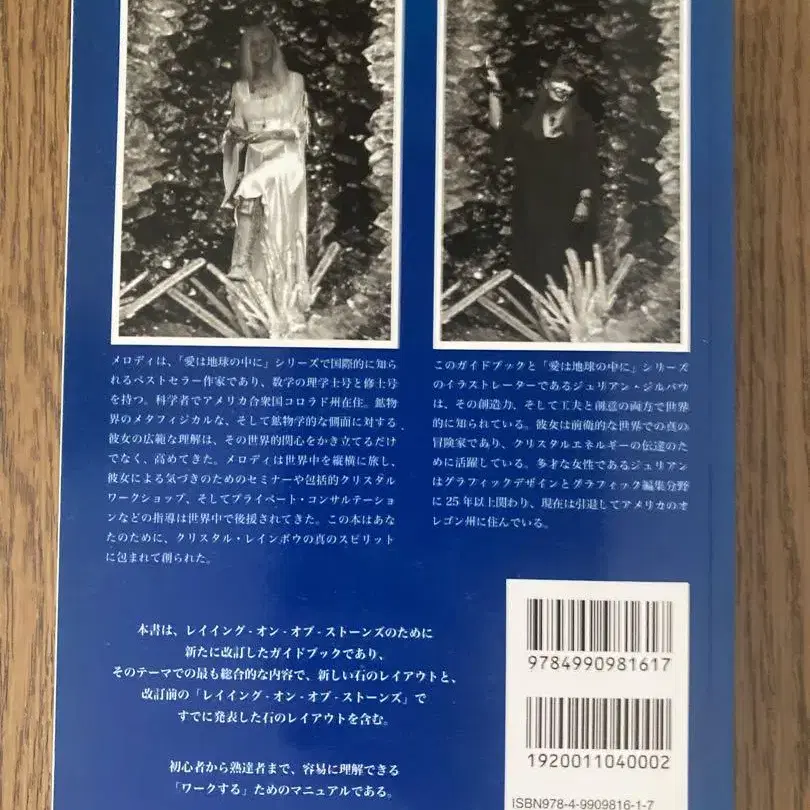 メロディは、「愛は地球の中に」シリーズで国際的に知ら
れるベストセラー作家であり、数学の理学士号と修士号
を持つ。科学者でアメリカ合衆国コロラド州在住。鉱物
界のメタフィジカルな、そして鉱物学的な側面に対する
彼女の広範な理解は、その世界的関心をかき立てるだけ
でなく、高めてきた。メロディは世界中を縦横に旅し、
彼女による気づきのためのセミナーや包括的クリスタル
ワークショップ、そしてプライベート・コンサルテーショ
ンなどの指導は世界中で後援されてきた。この本はあな
たのために、クリスタル・レインボウの真のスピリット
に包まれて創られた。
このガイドブックと「愛は地球の中に」シリーズ
のイラストレーターであるジュリアン・ジルバウ
は、その創造力、そして工夫と創意の両方で世界
的に知られている。彼女は前衛的な世界での真の
冒険家であり、クリスタルエネルギーの伝達のた
めに活躍している。多才な女性であるジュリアン
はグラフィックデザインとグラフィック編集分野
に25年以上関わり、現在は引退してアメリカのオ
レゴン州に住んでいる。
本書は、レイイング-オン-オブ-ストーンズのために
新たに改訂したガイドブックであり、
そのテーマでの最も総合的な内容で、新しい石のレイアウトと、
改訂前の「レイイング-オン-オブ-ストーンズ」で
すでに発表した石のレイアウトを含む。
初心者から熟達者まで、容易に理解できる
「ワークする」ためのマニュアルである。
9784990981617
1920011040002
ISBN978-4-9909816-1-7